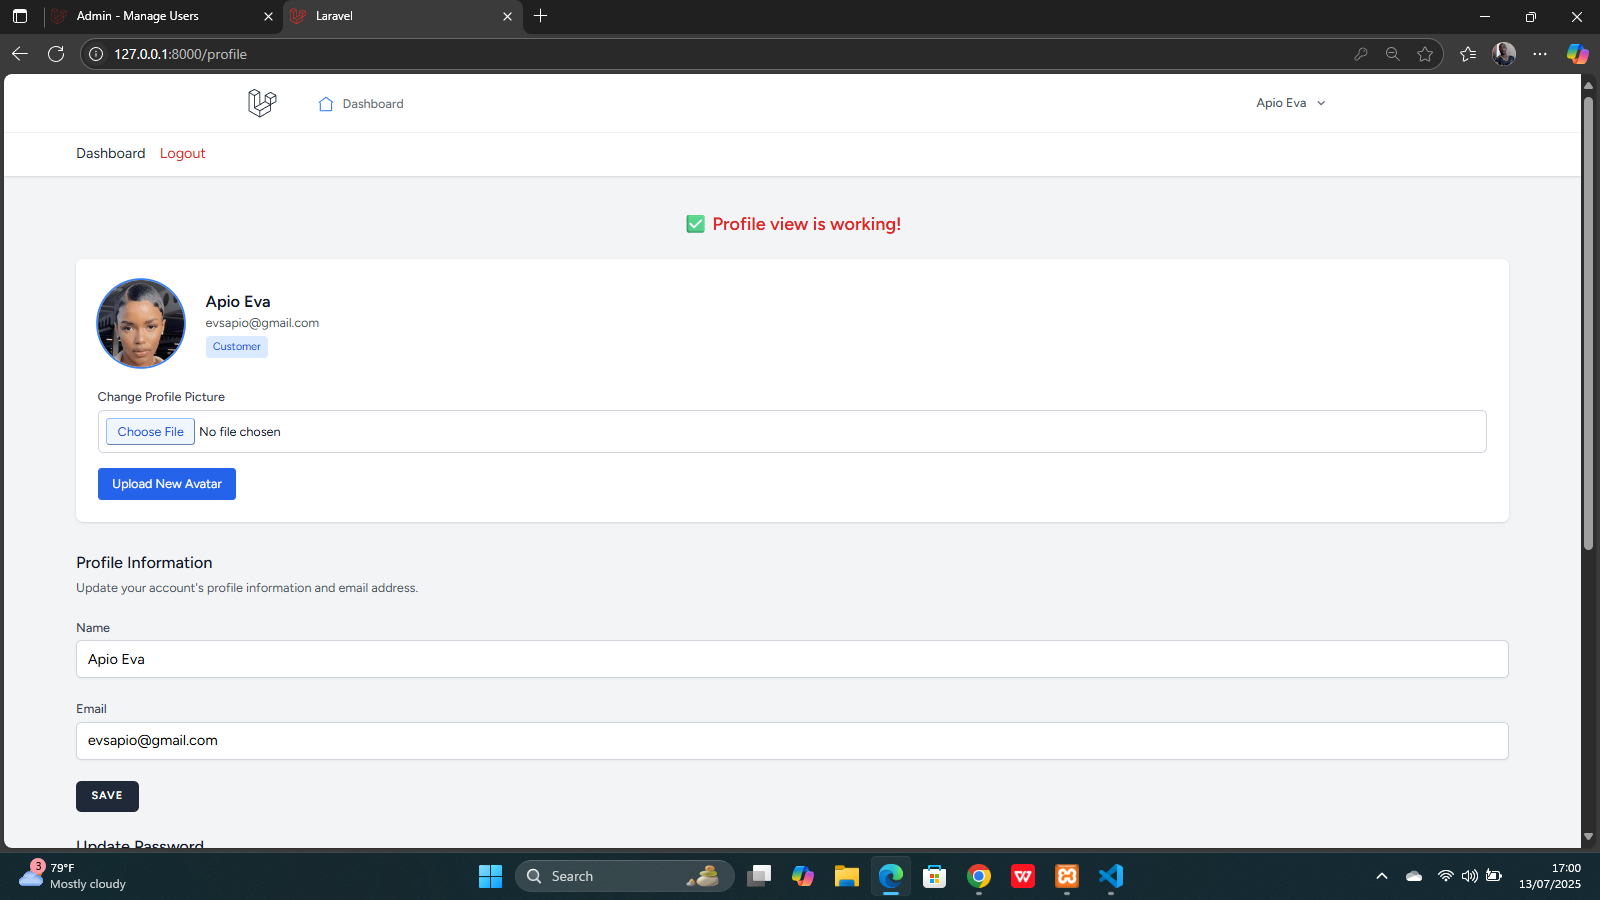 Admin - Manage Users
Laravel
127.0.0.1:8000/profile
Dashboard
Apio Eva
Dashboard Logout
✅ Profile view is working!
Apio Eva
evsapio@gmail.com
Customer
Change Profile Picture
Choose File No file chosen
Upload New Avatar
Profile Information
Update your account's profile information and email address.
Name
Apio Eva
Email
evsapio@gmail.com
SAVE
Update Password
3
79°F
Mostly cloudy
Search
W
17:00
13/07/2025